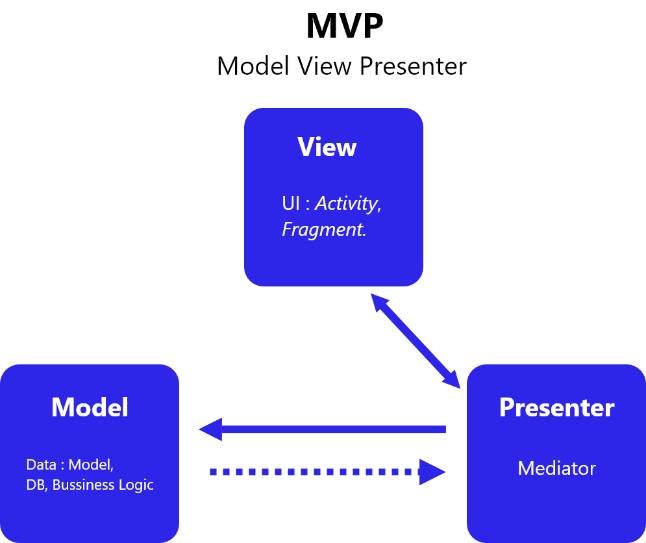 MVP
Model View Presenter
View
UI : Activity,
Fragment.
Model
Data : Model,
DB, Bussiness Logic
Presenter
Mediator